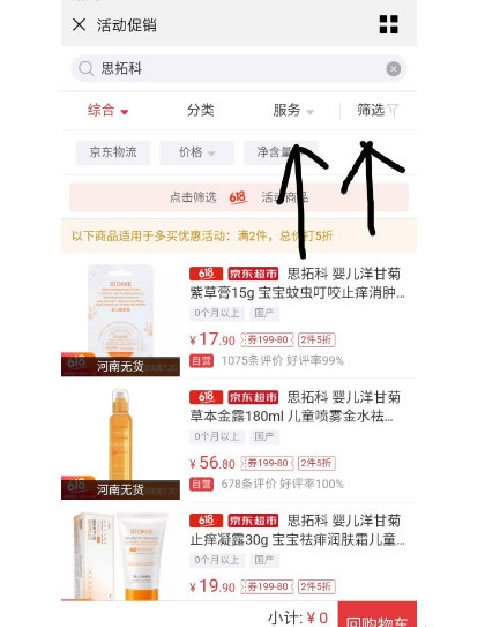 活动促销
思拓科
综合 分类 服务 筛选
京东物流 价格 净含量
点击筛选 618 活动商品
以下商品适用于多买优惠活动：满2件，总价打5折
618 京东超市 思拓科 婴儿洋甘菊
紫草膏15g 宝宝蚊虫叮咬止痒消肿...
0个月以上 国产
¥17.90 券199-80 2件5折
自营 1075条评价 好评率99%
河南无货
618 京东超市 思拓科 婴儿洋甘菊
草本金露180ml 儿童喷雾金水祛...
0个月以上 国产
¥56.80 券199-80 2件5折
自营 678条评价 好评率100%
河南无货
618 京东超市 思拓科 婴儿洋甘菊
止痒凝露30g 宝宝祛痱润肤霜儿童...
0个月以上 国产
¥19.90 券199-80 2件5折
小计: ¥0
回购物车